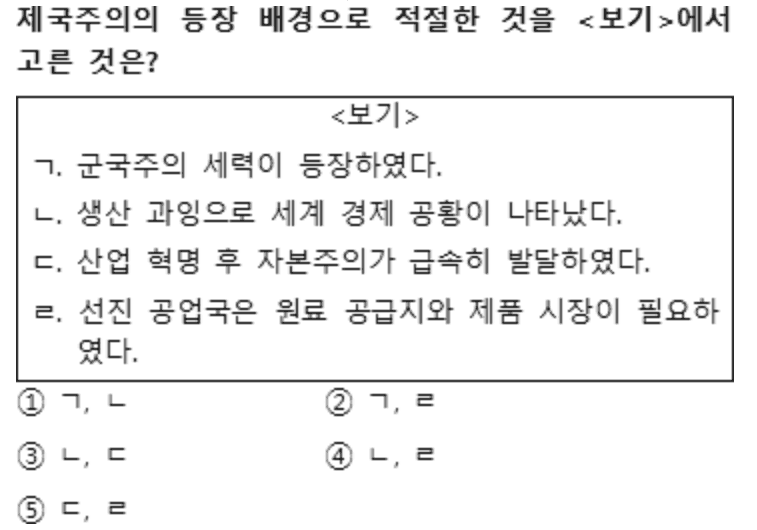 제국주의의 등장 배경으로 적절한 것을 <보기>에서
고른 것은?
<보기>
ㄱ. 군국주의 세력이 등장하였다.
ㄴ. 생산 과잉으로 세계 경제 공황이 나타났다.
ㄷ. 산업 혁명 후 자본주의가 급속히 발달하였다.
ㄹ. 선진 공업국은 원료 공급지와 제품 시장이 필요하
였다.
① ㄱ, ㄴ ② ㄱ, ㄹ
③ ㄴ, ㄷ ④ ㄴ, ㄹ
⑤ ㄷ, ㄹ